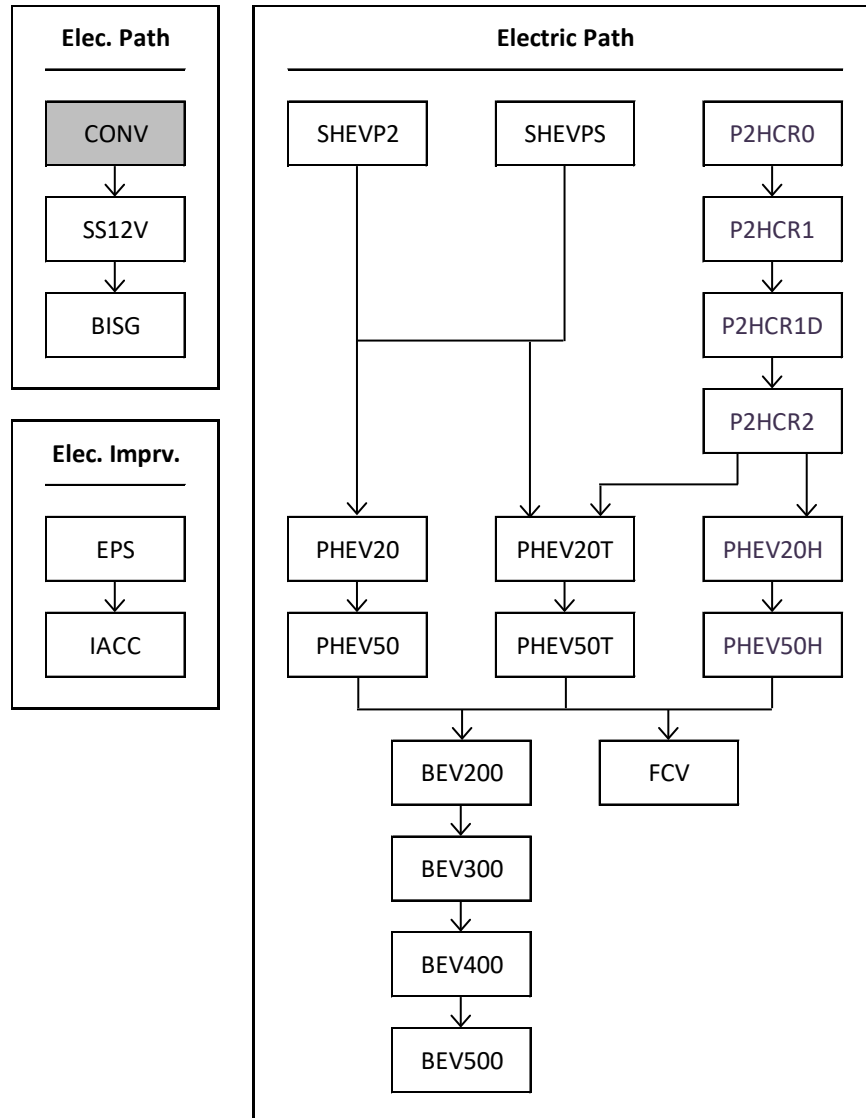 Elec. Path
CONV
SS12V
BISG
Elec. Imprv.
EPS
IACC
Electric Path
SHEVP2 SHEVPS P2HCR0
P2HCR1
P2HCR1D
P2HCR2
PHEV20 PHEV20T PHEV20H
PHEV50 PHEV50T PHEV50H
BEV200 FCV
BEV300
BEV400
BEV500